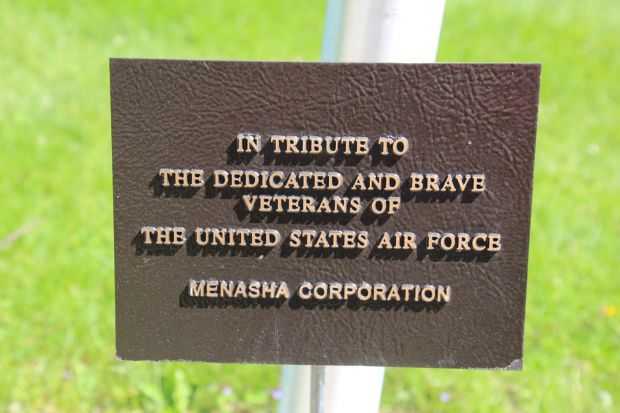 IN TRIBUTE TO
THE DEDICATED AND BRAVE
VETERANS OF
THE UNITED STATES AIR FORCE
MENASHA CORPORATION